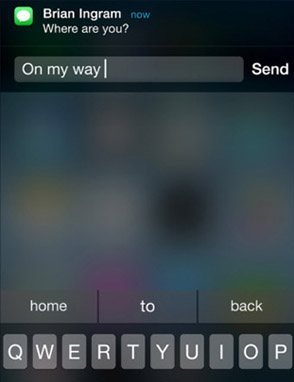 Brian Ingram now
Where are you?
On my way
Send
home to back
Q W E R T Y U I O P